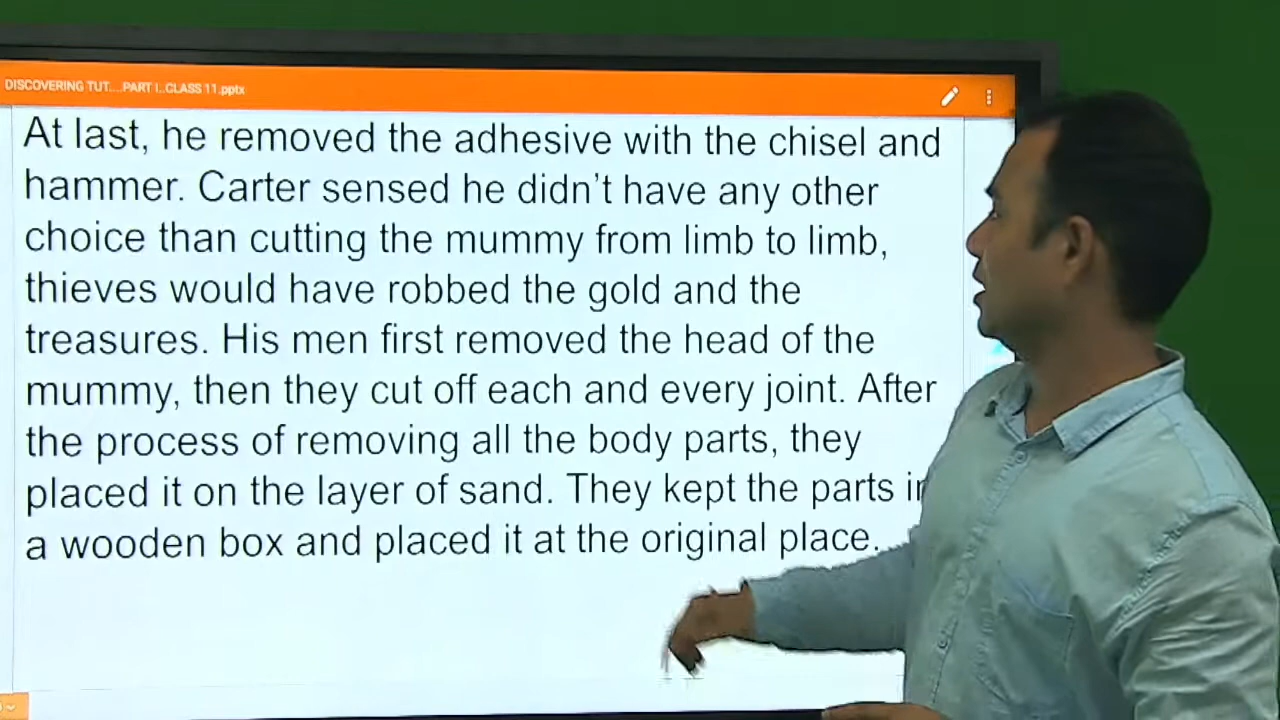 DISCOVERING TUT....PART I..CLASS 11.pptx
At last, he removed the adhesive with the chisel and
hammer. Carter sensed he didn't have any other
choice than cutting the mummy from limb to limb,
thieves would have robbed the gold and the
treasures. His men first removed the head of the
mummy, then they cut off each and every joint. After
the process of removing all the body parts, they
placed it on the layer of sand. They kept the parts in
a wooden box and placed it at the original place.